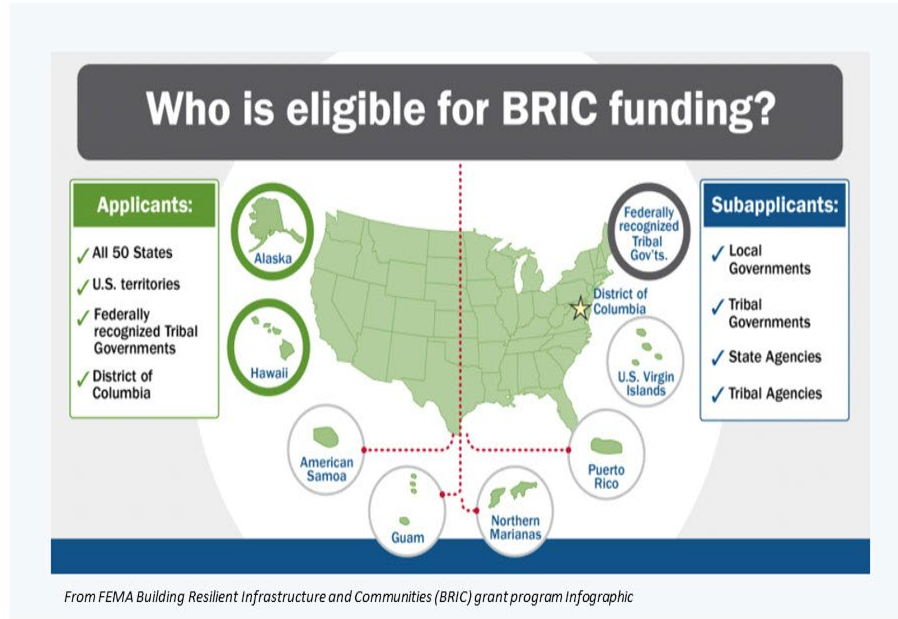 Who is eligible for BRIC funding?
Applicants:
✓ All 50 States
✓ U.S. territories
✓ Federally
recognized Tribal
Governments
✓ District of
Columbia
Alaska
Hawaii
American
Samoa
Guam
Northern
Marianas
Puerto
Rico
U.S. Virgin
Islands
District of
Columbia
Federally
recognized
Tribal
Gov'ts.
Subapplicants:
✓ Local
Governments
✓ Tribal
Governments
✓ State Agencies
✓ Tribal Agencies
From FEMA Building Resilient Infrastructure and Communities (BRIC) grant program Infographic